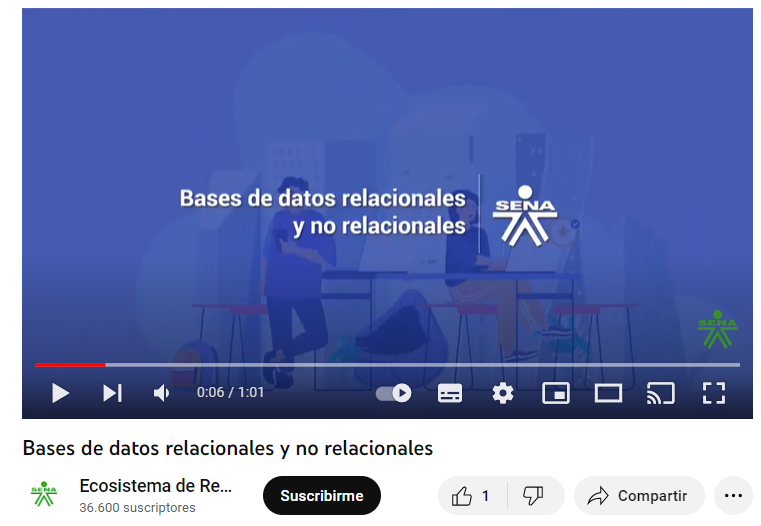 Bases de datos relacionales
y no relacionales
SENA
SENA
0:06 / 1:01
Bases de datos relacionales y no relacionales
SENA
Ecosistema de Re...
36.600 suscriptores
Suscribirme
1
Compartir